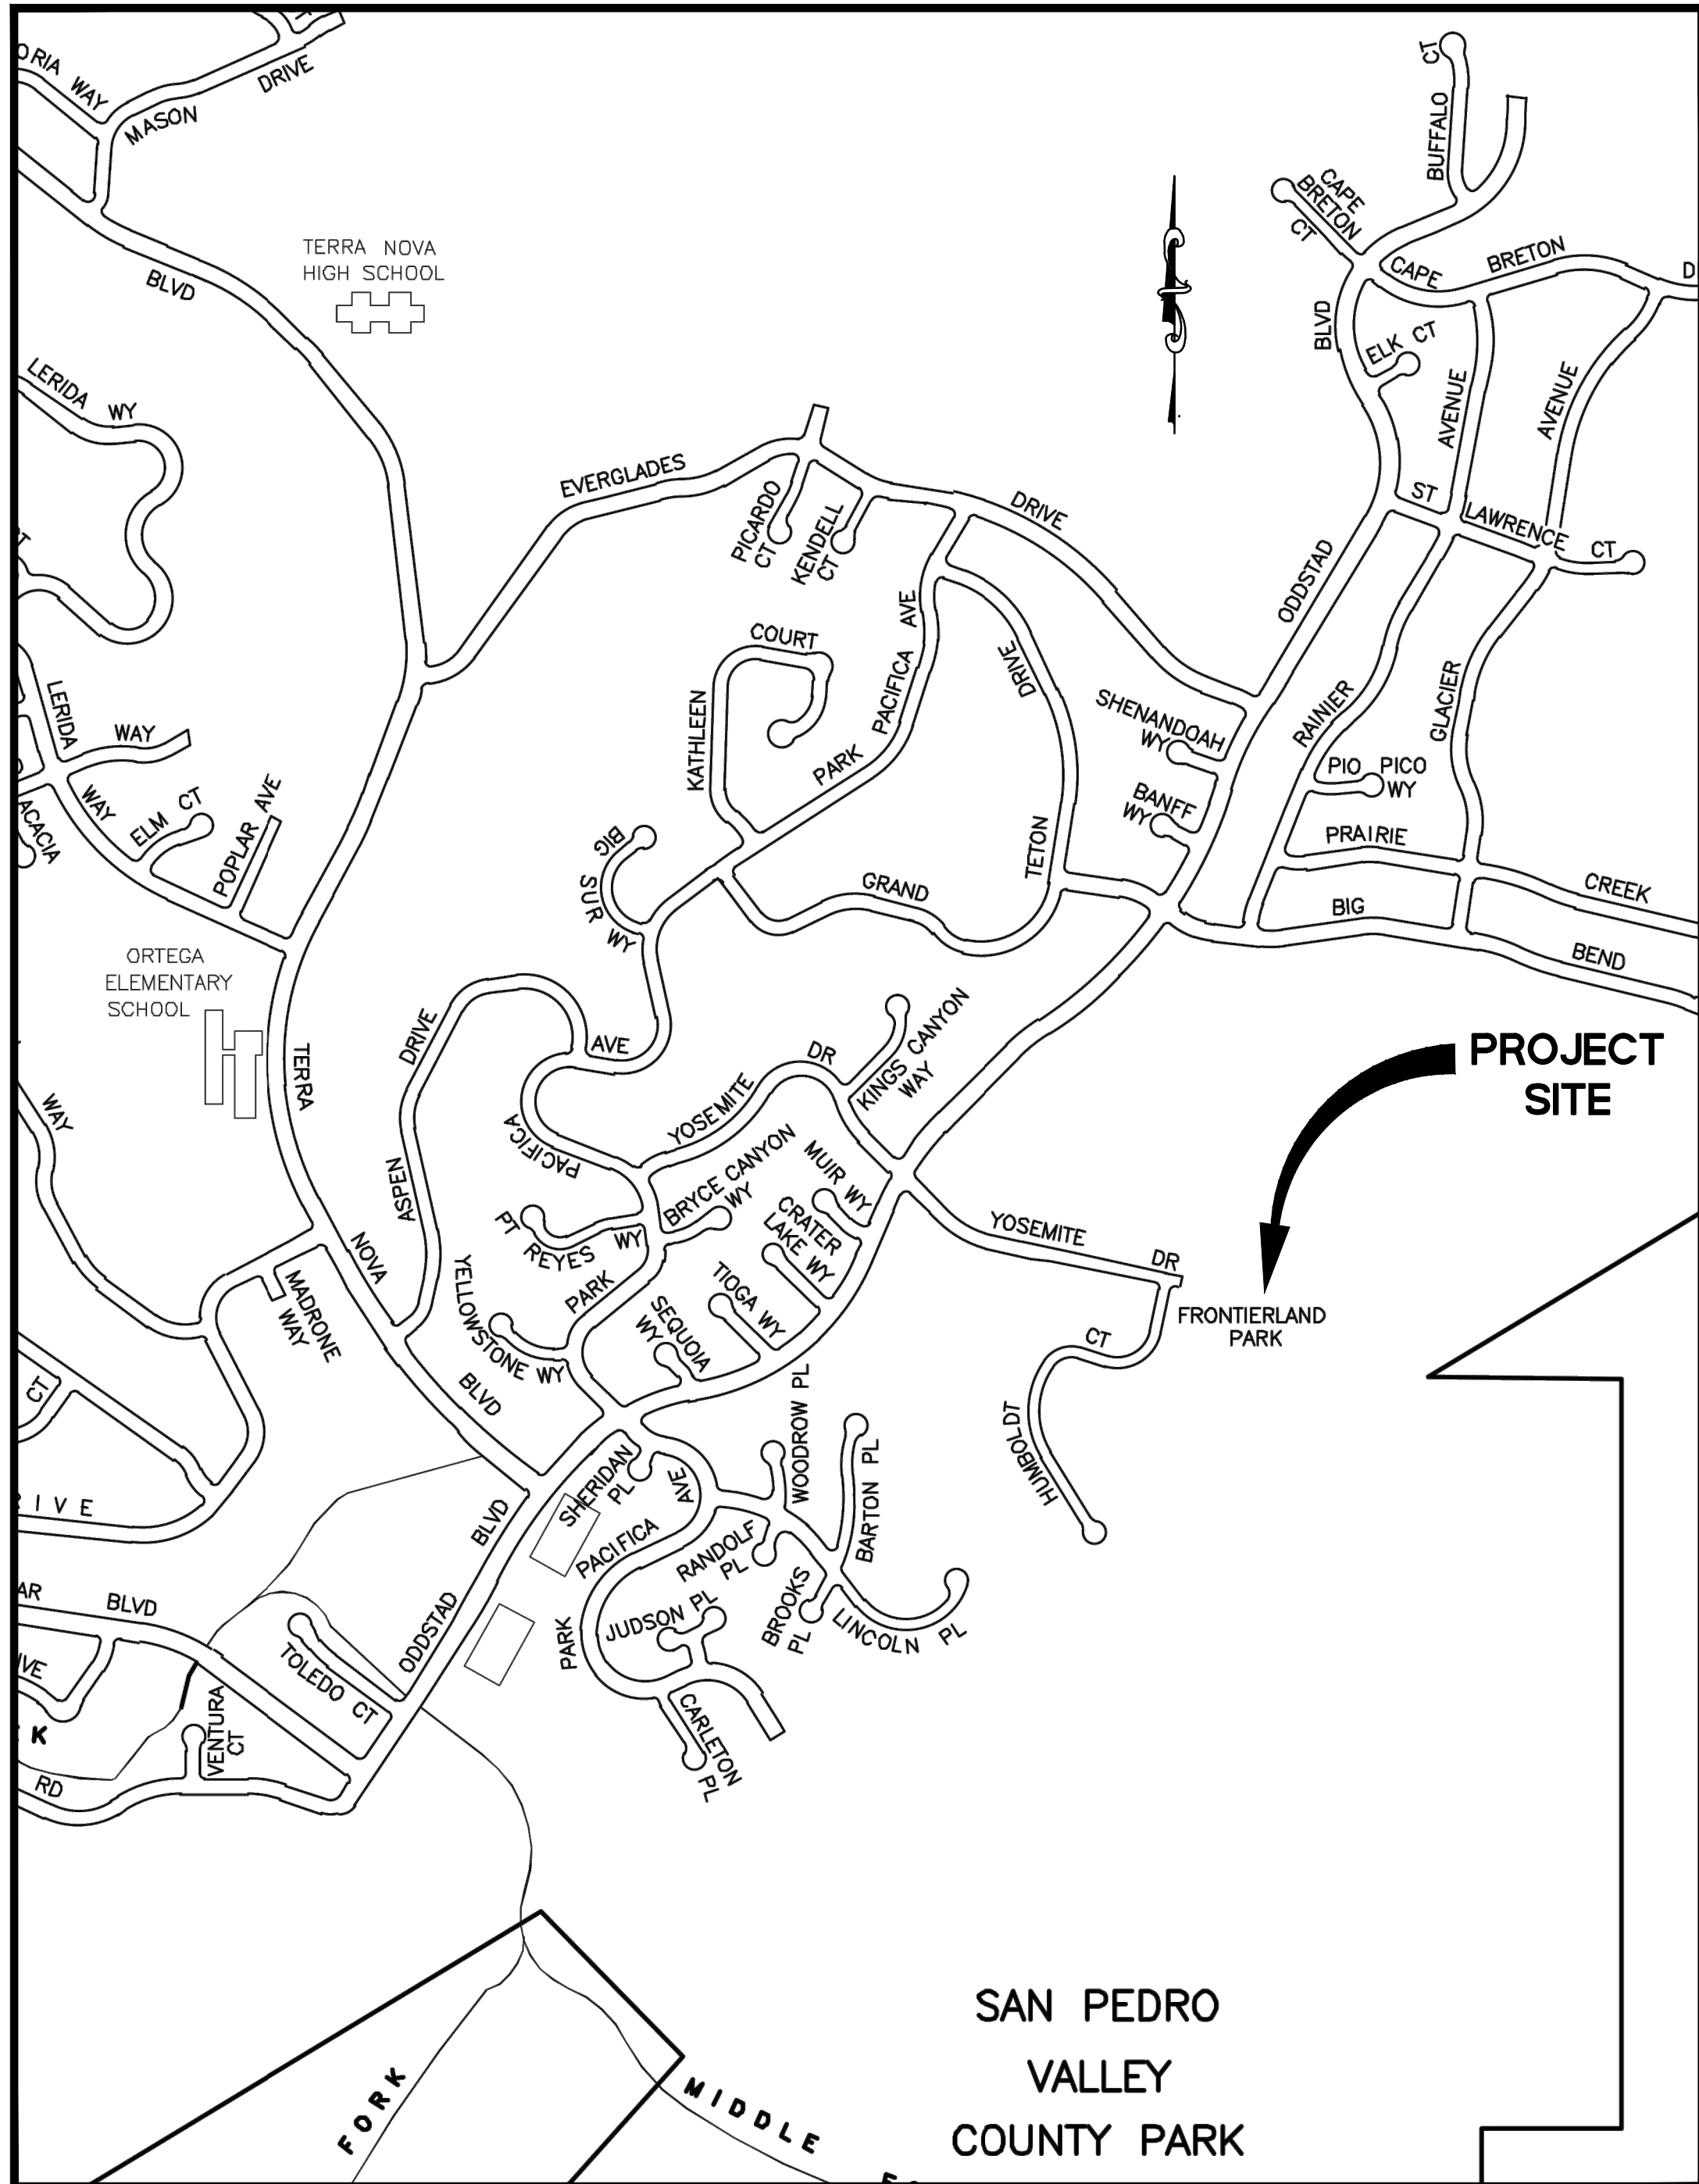 ORIA WAY
MASON
DRIVE
BLVD
TERRA NOVA
HIGH SCHOOL
CT
BUFFALO
CAPE
BRETON
CT
CAPE
BRETON
D
BLVD
ELK CT
AVENUE
AVENUE
LERIDA WY
EVERGLADES
DRIVE
PICARDO
CT
KENDELL
CT
ST
LAWRENCE
CT
ODDSTAD
COURT
KATHLEEN
PARK
PACIFICA
AVE
DRIVE
SHENANDOAH
WY
RAINIER
GLACIER
LERIDA
WAY
WAY
ELM CT
POPLAR AVE
ACACIA
PIO PICO
WY
BANFF
WY
PRAIRIE
CREEK
BIG
BEND
BIG
SUR
WY
GRAND
TETON
ORTEGA
ELEMENTARY
SCHOOL
TERRA
DRIVE
AVE
YOSEMITE
DR
KINGS CANYON
WAY
PROJECT
SITE
WAY
PACIFICA
BRYCE CANYON
WY
MUIR WY
CRATER
LAKE WY
ASPEN
PT
REYES
WY
YOSEMITE
DR
NOVA
MADRONE
WAY
YELLOWSTONE WY
PARK
TIOGA WY
SEQUOIA
WY
FRONTIERLAND
PARK
CT
HUMBOLDT
CT
BLVD
WOODROW PL
BARTON PL
SHERIDAN
PL
AVE
RIVE
BLVD
PACIFICA
RANDOLF
PL
AR
BLVD
ODDSTAD
PARK
JUDSON PL
BROOKS
PL
LINCOLN PL
IVE
TOLEDO CT
VENTURA
CT
CARLETON
PL
K
RD
SAN PEDRO
VALLEY
COUNTY PARK
FORK
MIDDLE